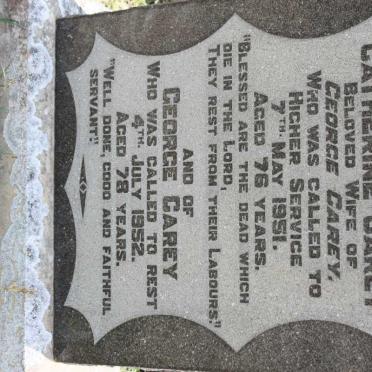 CATHERINE CAREY
BELOVED WIFE OF
GEORGE CAREY,
WHO WAS CALLED TO
HIGHER SERVICE
7TH. MAY 1951.
AGED 76 YEARS.
"BLESSED ARE THE DEAD WHICH
DIE IN THE LORD,
THEY REST FROM THEIR LABOURS."
AND OF
GEORGE CAREY
WHO WAS CALLED TO REST
4TH. JULY 1952.
AGED 78 YEARS.
"WELL DONE, GOOD AND FAITHFUL
SERVANT"